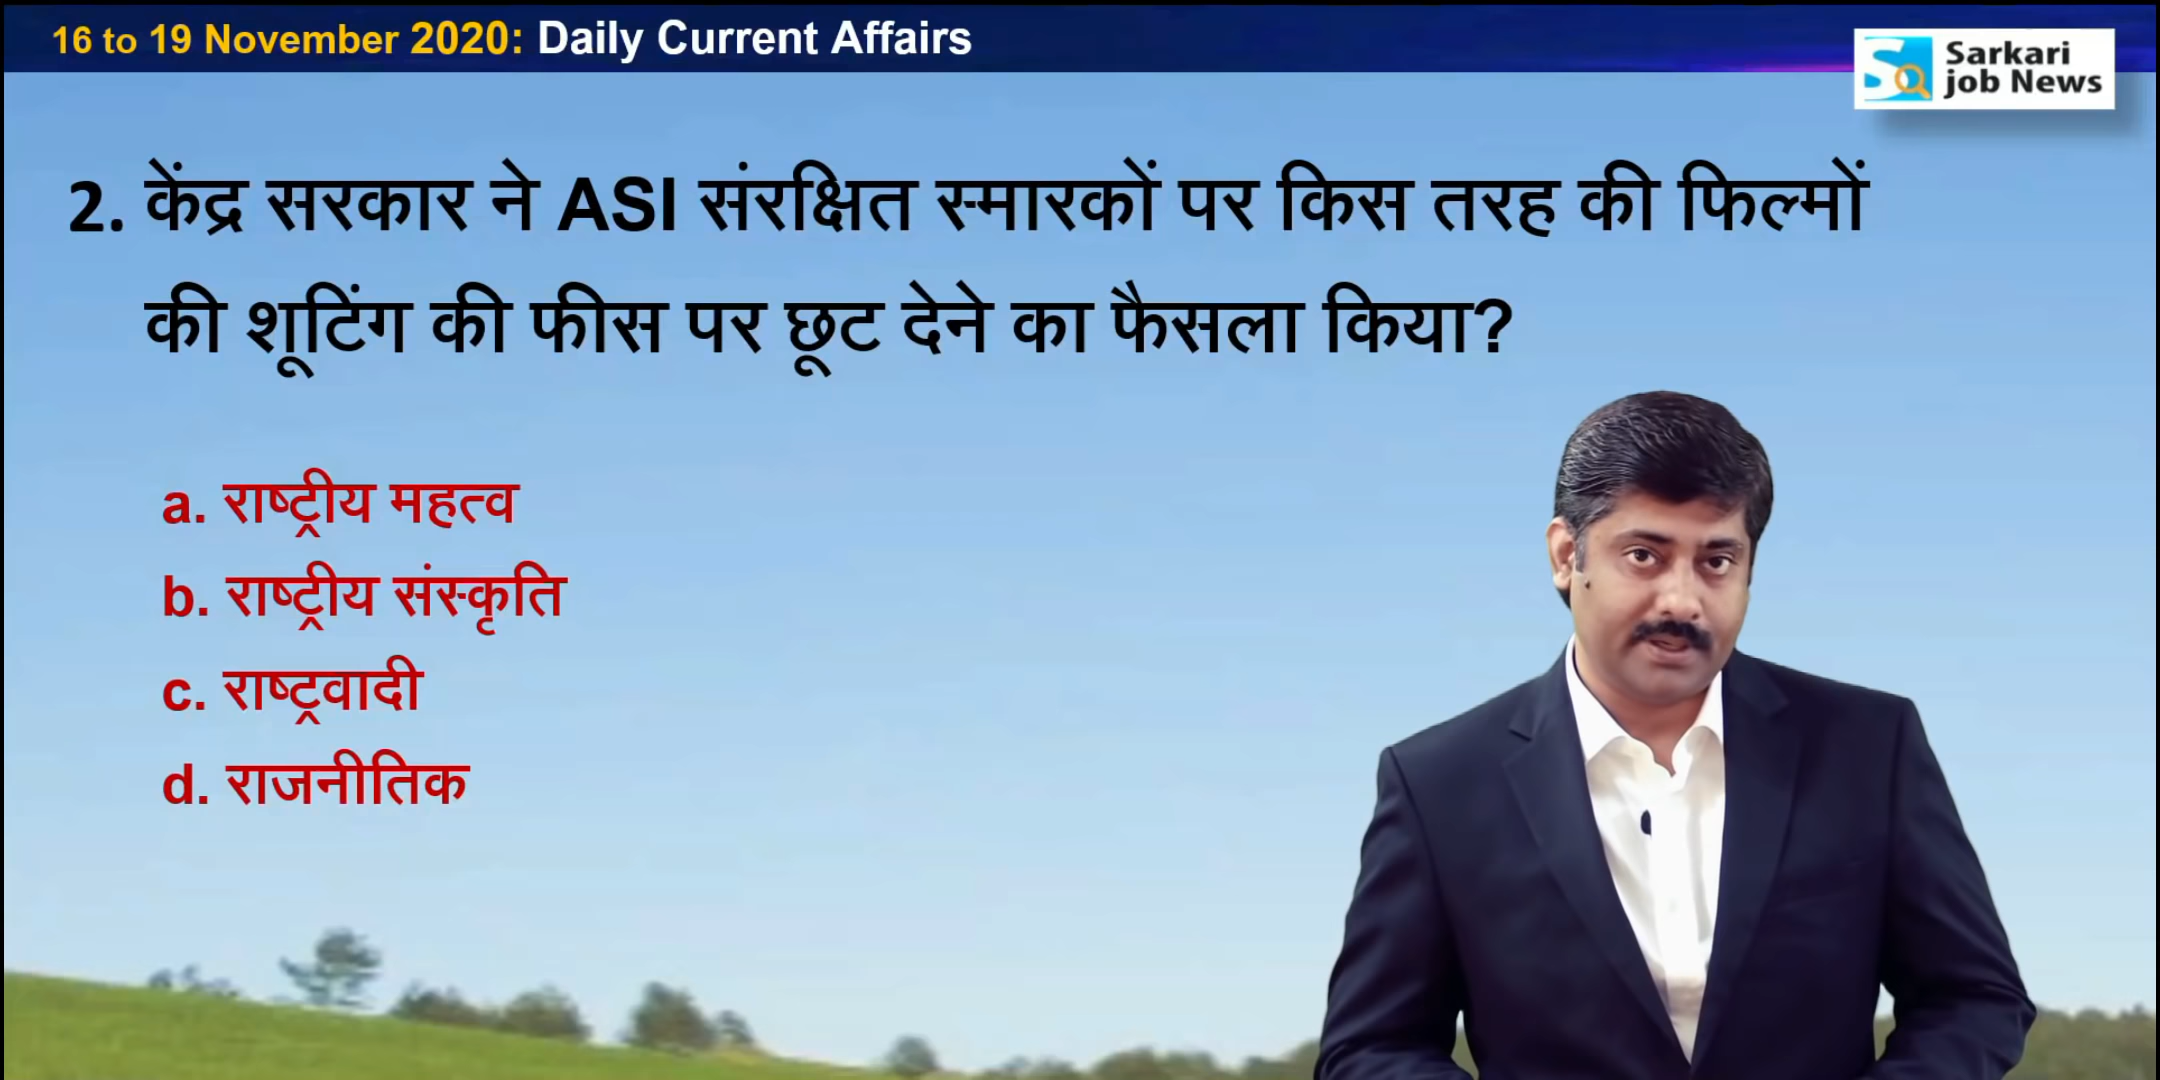 16 to 19 November 2020: Daily Current Affairs
Sarkari
job News
2. केंद्र सरकार ने ASI संरक्षित स्मारकों पर किस तरह की फिल्मों
की शूटिंग की फीस पर छूट देने का फैसला किया?
a. राष्ट्रीय महत्व
b. राष्ट्रीय संस्कृति
c. राष्ट्रवादी
d. राजनीतिक